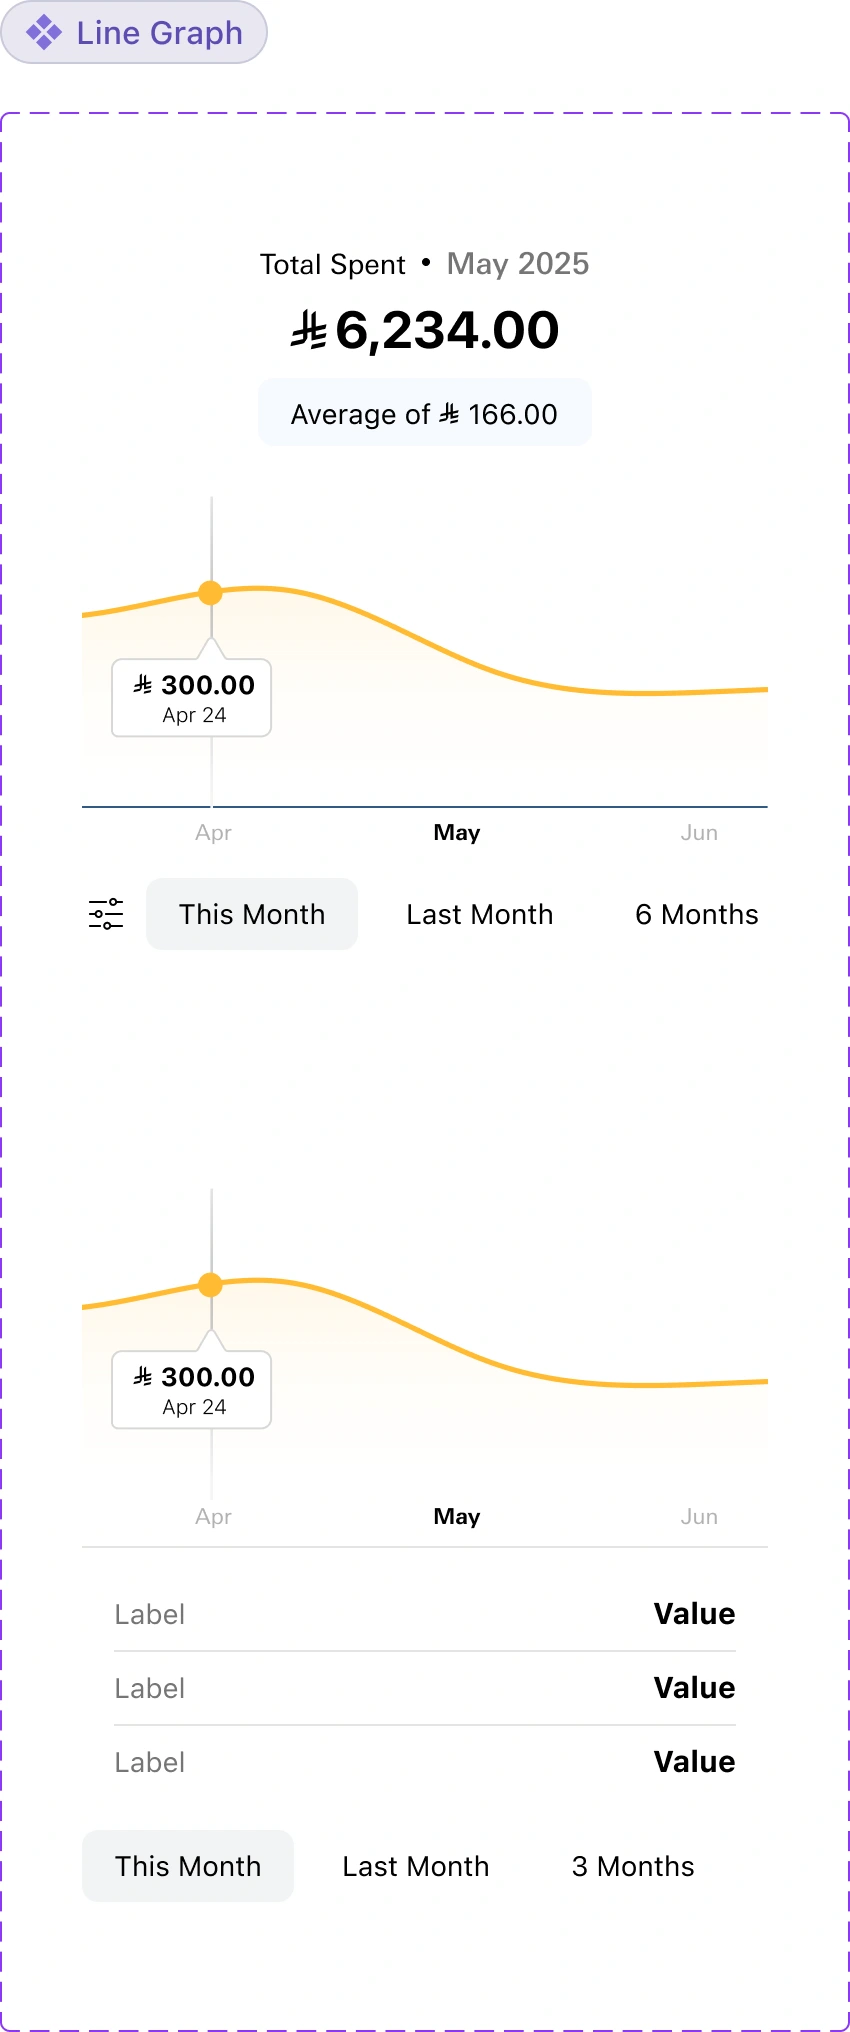 Line Graph
Total Spent • May 2025
⃁ 6,234.00
Average of ⃁ 166.00
⃁ 300.00
Apr 24
Apr May Jun
This Month Last Month 6 Months
⃁ 300.00
Apr 24
Apr May Jun
Label Value
Label Value
Label Value
This Month Last Month 3 Months